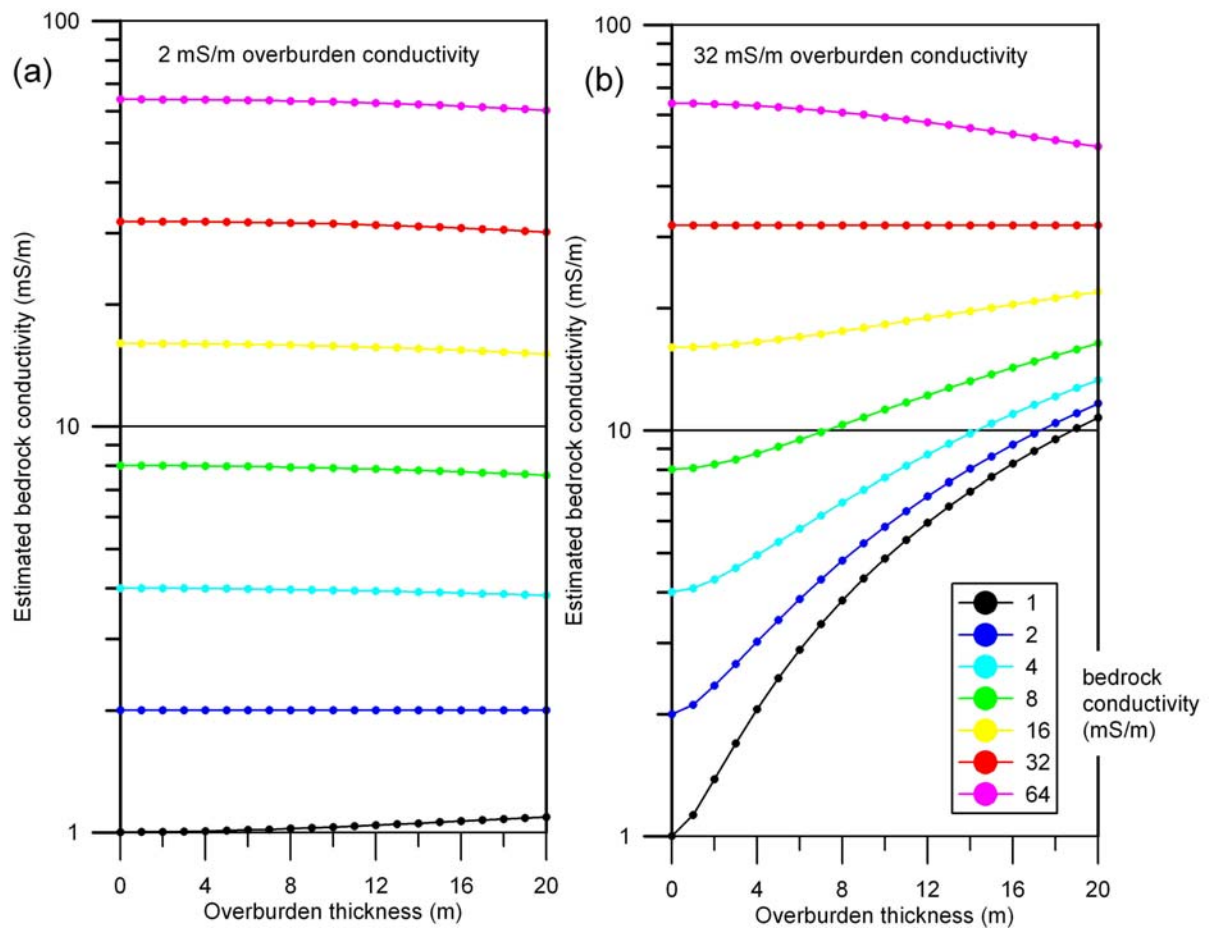 100
(a)
2 mS/m overburden conductivity
Estimated bedrock conductivity (mS/m)
10
1
0 4 8 12 16 20
Overburden thickness (m)
100
(b)
32 mS/m overburden conductivity
Estimated bedrock conductivity (mS/m)
10
1
0 4 8 12 16 20
Overburden thickness (m)
1
2
4
8
16
32
64
bedrock
conductivity
(mS/m)